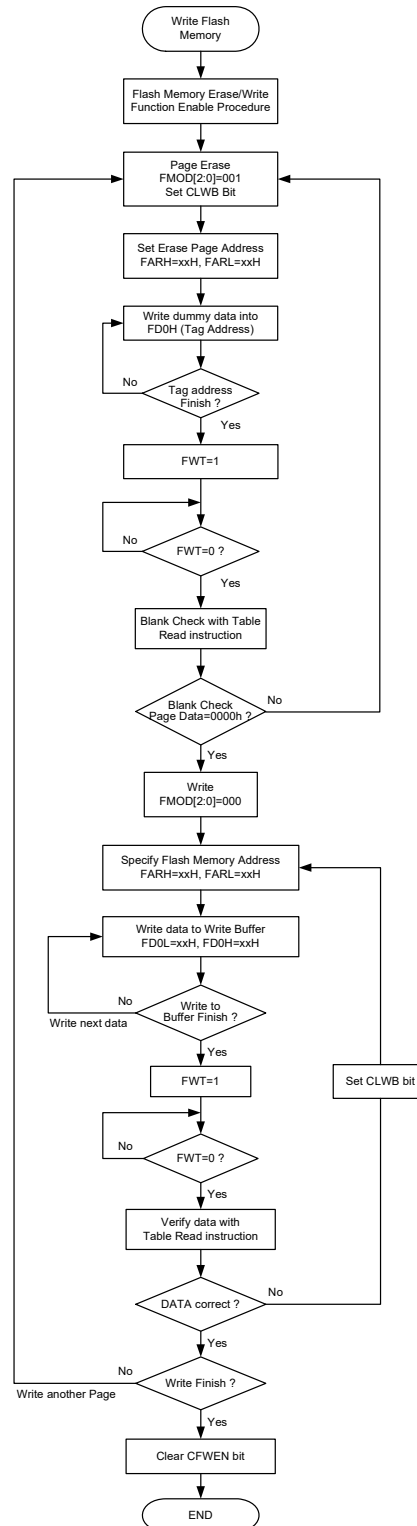 Write Flash
Memory
Flash Memory Erase/Write
Function Enable Procedure
Page Erase
FMOD[2:0]=001
Set CLWB Bit
Set Erase Page Address
FARH=xxH, FARL=xxH
Write dummy data into
FD0H (Tag Address)
No
Tag address
Finish ?
Yes
FWT=1
No
FWT=0 ?
Yes
Blank Check with Table
Read instruction
No
Blank Check
Page Data=0000h ?
Yes
Write
FMOD[2:0]=000
Specify Flash Memory Address
FARH=xxH, FARL=xxH
Write data to Write Buffer
FD0L=xxH, FD0H=xxH
No
Write next data
Write to
Buffer Finish ?
Yes
FWT=1
Set CLWB bit
No
FWT=0 ?
Yes
Verify data with
Table Read instruction
No
DATA correct ?
Yes
No
Write another Page
Write Finish ?
Yes
Clear CFWEN bit
END